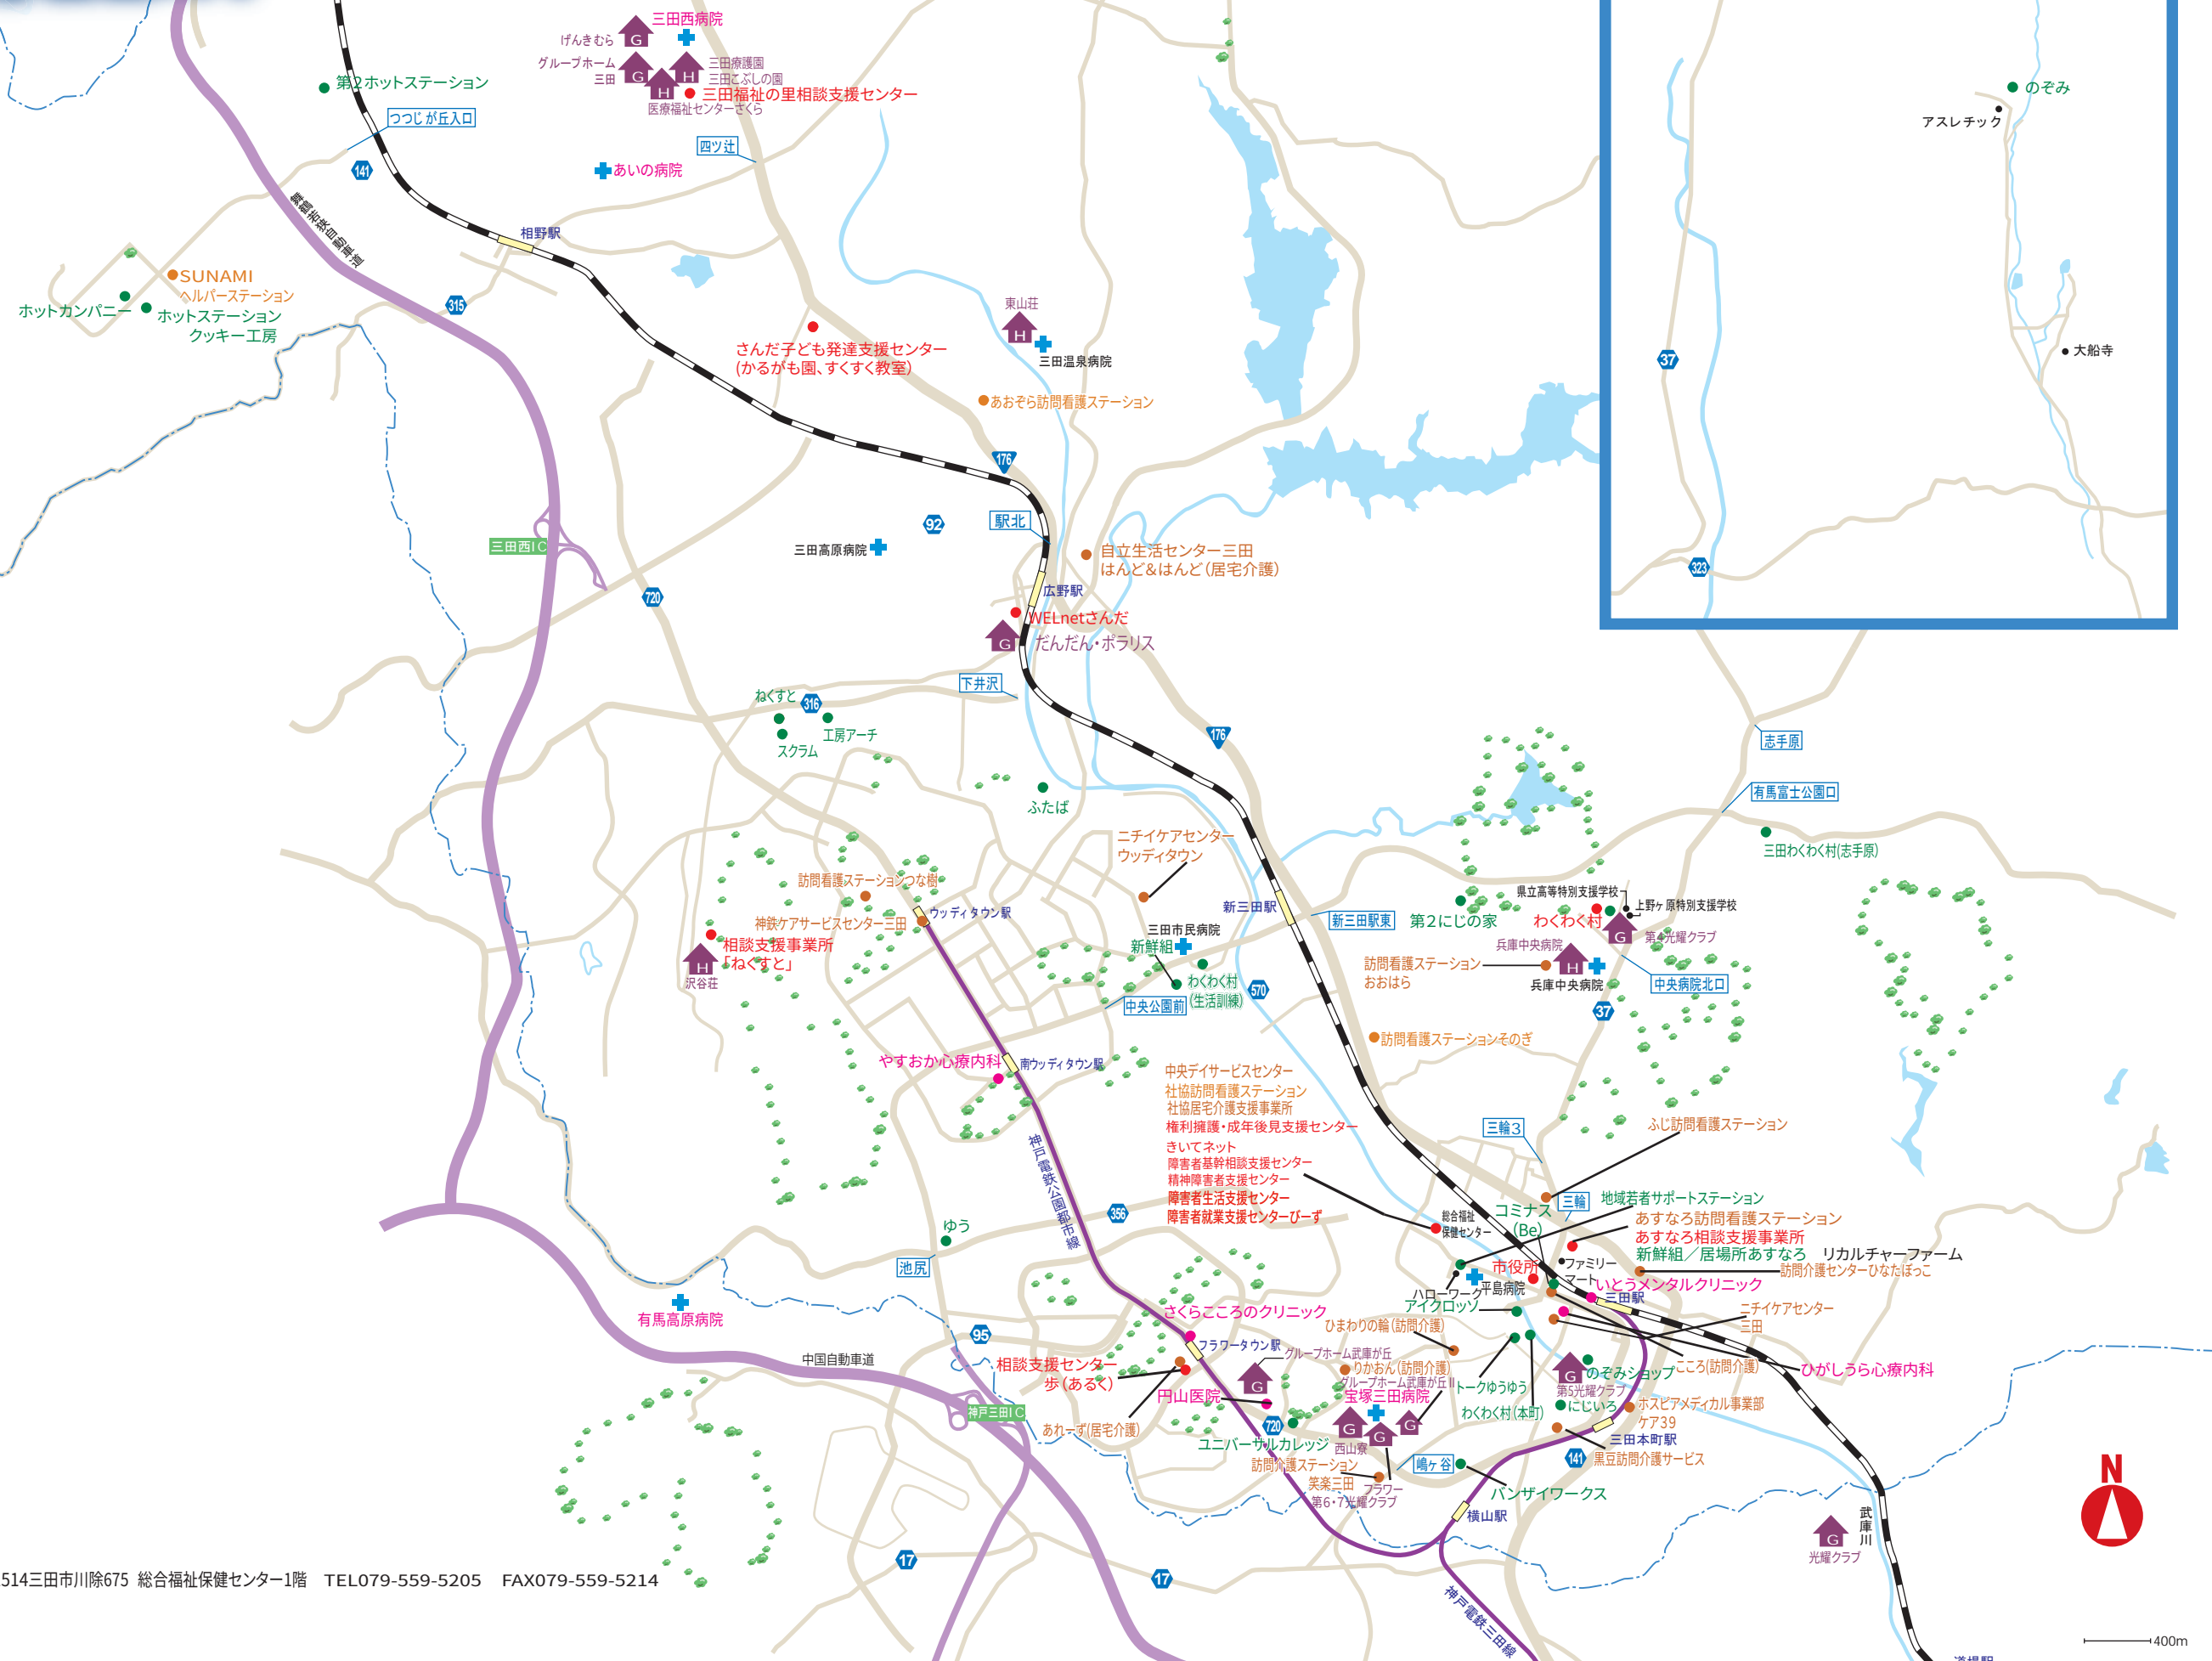 三田西病院
げんきむら
G
グループホーム
三田
G
H
H
三田療護園
三田こぶしの園
三田福祉の里相談支援センター
医療福祉センターさくら
第2ホットステーション
つつじが丘入口
四ツ辻
あいの病院
141
舞鶴若狭自動車道
相野駅
SUNAMI
ヘルパーステーション
ホットカンパニー
ホットステーション
クッキー工房
315
さんだ子ども発達支援センター
(かるがも園、すくすく教室)
東山荘
H
三田温泉病院
あおぞら訪問看護ステーション
176
92
駅北
三田西IC
三田高原病院
自立生活センター三田
はんど&はんど(居宅介護)
広野駅
720
WELnetさんだ
G
だんだん・ポラリス
下井沢
ねくすと
316
スクラム
工房アーチ
176
ふたば
のぞみ
アスレチック
大船寺
37
323
志手原
有馬富士公園口
三田わくわく村(志手原)
ニチイケアセンター
ウッディタウン
訪問看護ステーションつな樹
神鉄ケアサービスセンター三田
ウッディタウン駅
相談支援事業所
「ねくすと」
H
沢谷荘
三田市民病院
新鮮組
わくわく村
(生活訓練)
中央公園前
新三田駅
新三田駅東
570
県立高等特別支援学校
上野ヶ原特別支援学校
第2にじの家
わくわく村
G
第4光耀クラブ
兵庫中央病院
H
訪問看護ステーション
おおはら
兵庫中央病院
中央病院北口
37
訪問看護ステーションそのぎ
やすおか心療内科
南ウッディタウン駅
中央デイサービスセンター
社協訪問看護ステーション
社協居宅介護支援事業所
権利擁護・成年後見支援センター
きいてネット
障害者基幹相談支援センター
精神障害者支援センター
障害者生活支援センター
障害者就業支援センターぴーず
三輪3
ふじ訪問看護ステーション
神戸電鉄公園都市線
356
三輪
地域若者サポートステーション
コミナス
(Be)
総合福祉
保健センター
あすなろ訪問看護ステーション
あすなろ相談支援事業所
新鮮組/居場所あすなろ
リカルチャーファーム
訪問介護センターひなたぼっこ
ファミリー
マート
市役所
平島病院
ハローワーク
いとうメンタルクリニック
三田駅
アイクロッソ
ゆう
池尻
有馬高原病院
95
中国自動車道
さくらこころのクリニック
フラワータウン駅
ひまわりの輪(訪問介護)
ニチイケアセンター
三田
相談支援センター
歩(あるく)
グループホーム武庫が丘
G
りかおん(訪問介護)
グループホーム武庫が丘Ⅱ
こころ(訪問介護)
ひがしうら心療内科
円山医院
宝塚三田病院
トークゆうゆう
G
のぞみショップ
第5光耀クラブ
にじいろ
わくわく村(本町)
ホスピアメディカル事業部
ケア39
神戸三田IC
あれーず(居宅介護)
720
ユニバーサルカレッジ
G
G
G
西山寮
嶋ヶ谷
三田本町駅
141
黒豆訪問介護サービス
訪問介護ステーション
笑楽三田
フラワー
第6・7光耀クラブ
バンザイワークス
横山駅
武庫川
G
光耀クラブ
N
17
17
神戸電鉄三田線
514三田市川除675 総合福祉保健センター1階 TEL079-559-5205 FAX079-559-5214
400m
道場駅